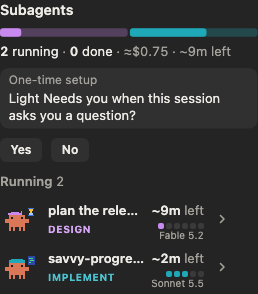 Subagents
2 running · 0 done · ≈$0.75 · ~9m left
One-time setup
Light Needs you when this session
asks you a question?
Yes No
Running 2
plan the rele... ~9m left
DESIGN Fable 5.2
savvy-progre... ~2m left
IMPLEMENT Sonnet 5.5